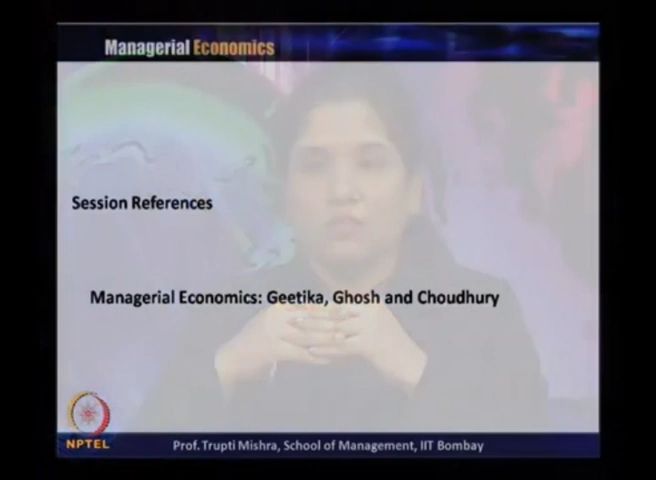 Managerial Economics
Session References
Managerial Economics: Geetika, Ghosh and Choudhury
NPTEL
Prof. Trupti Mishra, School of Management, IIT Bombay